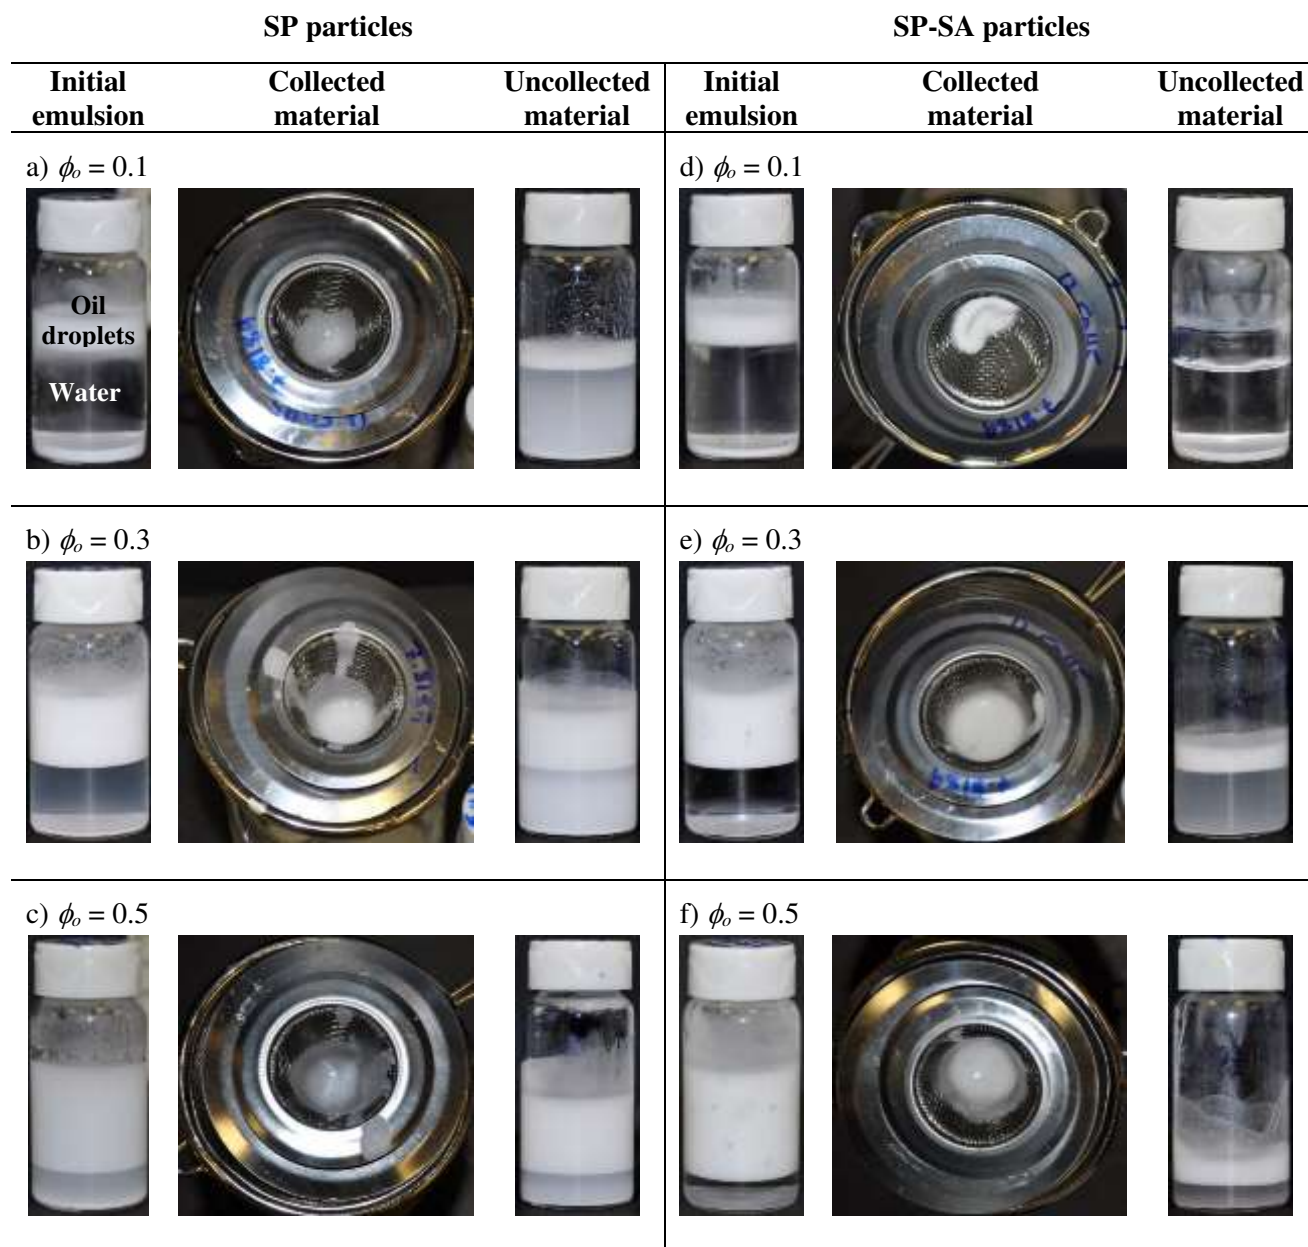 SP particles
SP-SA particles
Initial emulsion
Collected material
Uncollected material
Initial emulsion
Collected material
Uncollected material
a) ϕₒ = 0.1
d) ϕₒ = 0.1
Oil
droplets
Water
b) ϕₒ = 0.3
e) ϕₒ = 0.3
c) ϕₒ = 0.5
f) ϕₒ = 0.5